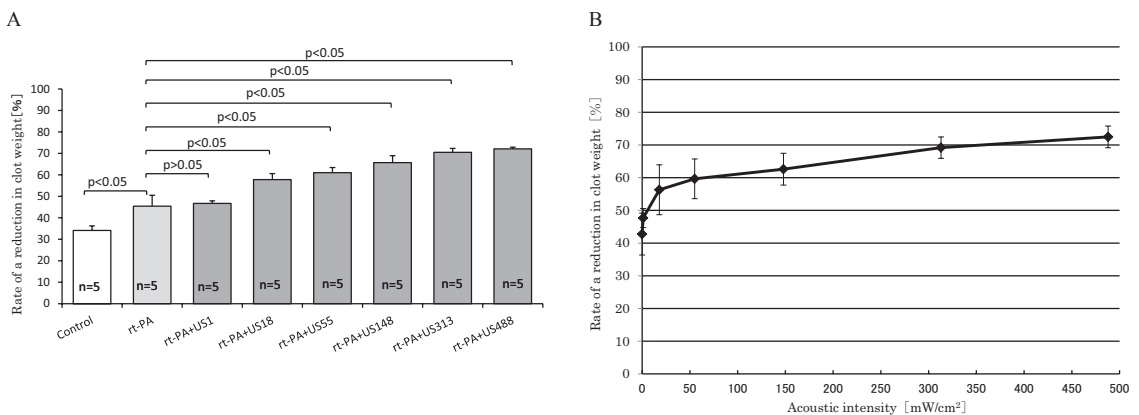 A
p<0.05
p<0.05
p<0.05
p<0.05
p<0.05
p>0.05
p<0.05
Rate of a reduction in clot weight[%]
100
90
80
70
60
50
40
30
20
10
0
n=5
n=5
n=5
n=5
n=5
n=5
n=5
n=5
Control
rt-PA
rt-PA+US1
rt-PA+US18
rt-PA+US55
rt-PA+US148
rt-PA+US313
rt-PA+US488
B
Rate of a reduction in clot weight [%]
100
90
80
70
60
50
40
30
20
10
0
0 50 100 150 200 250 300 350 400 450 500
Acoustic intensity [mW/cm²]